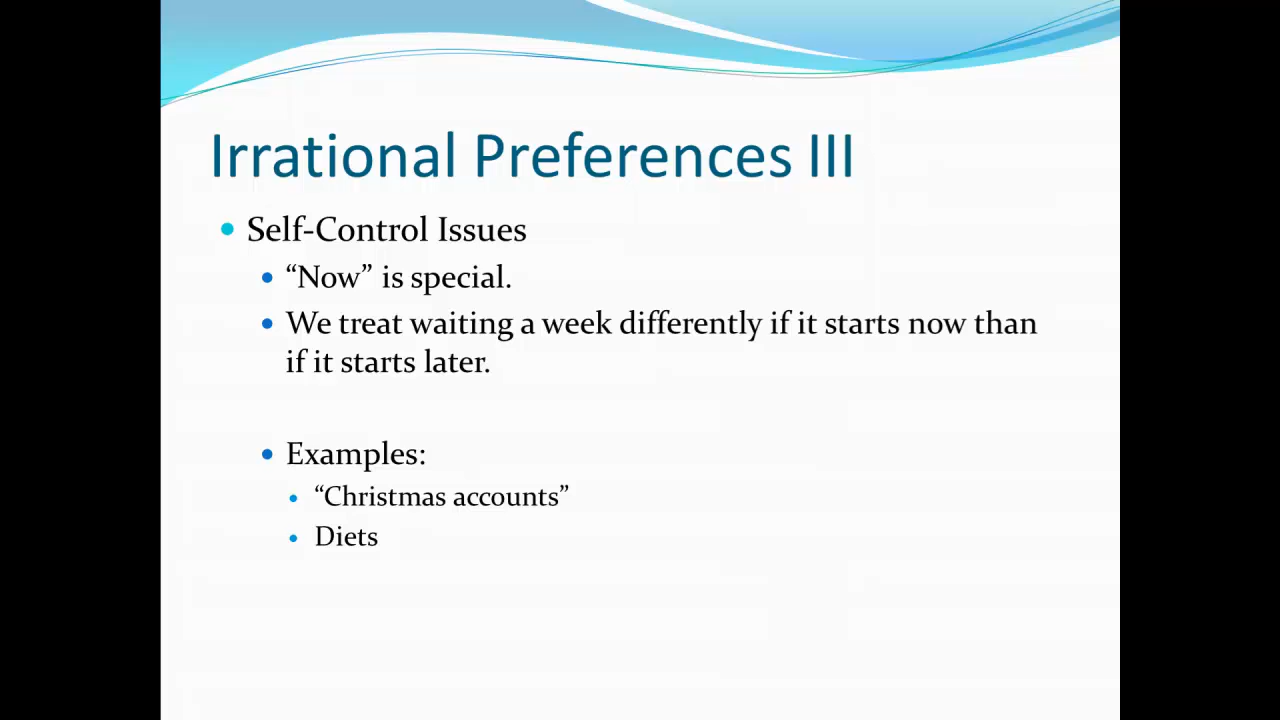 Irrational Preferences III
Self-Control Issues
“Now” is special.
We treat waiting a week differently if it starts now than
if it starts later.
Examples:
“Christmas accounts”
Diets